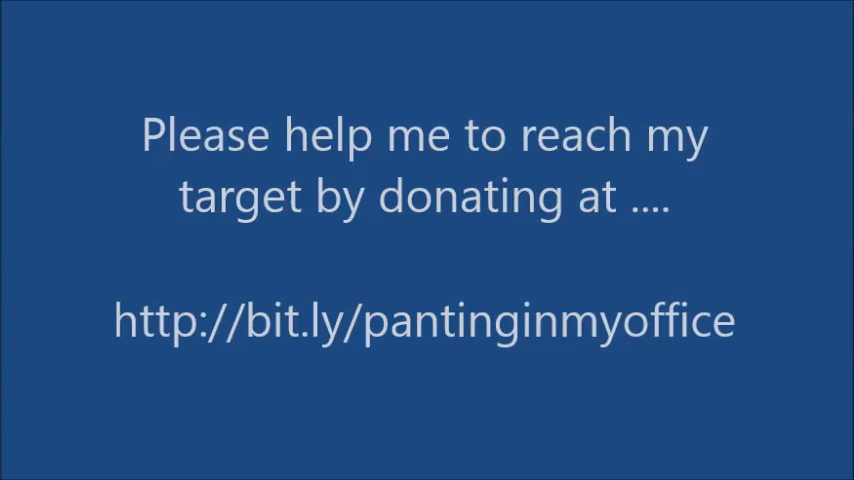 Please help me to reach my
target by donating at ....
http://bit.ly/pantinginmyoffice